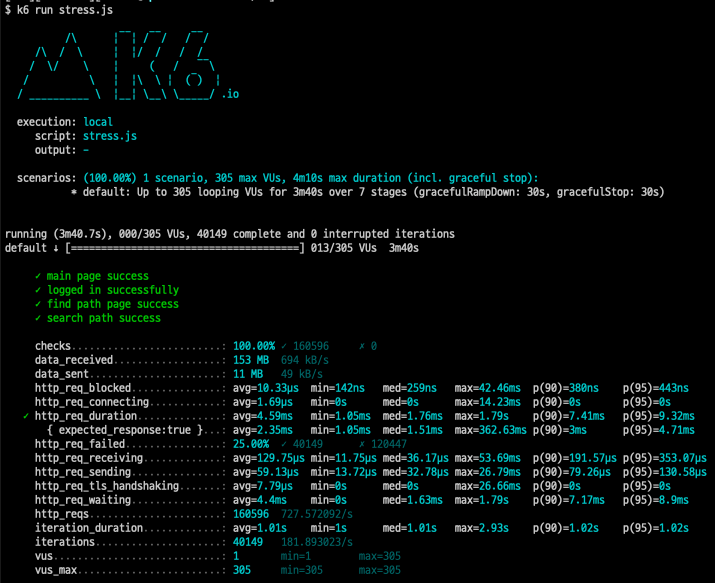 $ k6 run stress.js
.io
execution: local
script: stress.js
output: -
scenarios: (100.00%) 1 scenario, 305 max VUs, 4m10s max duration (incl. graceful stop):
* default: Up to 305 looping VUs for 3m40s over 7 stages (gracefulRampDown: 30s, gracefulStop: 30s)
running (3m40.7s), 000/305 VUs, 40149 complete and 0 interrupted iterations
default ↓ [======================================] 013/305 VUs  3m40s
✓ main page success
✓ logged in successfully
✓ find path page success
✓ search path success
checks.........................: 100.00% ✓ 160596 ✗ 0
data_received..................: 153 MB 694 kB/s
data_sent......................: 11 MB 49 kB/s
http_req_blocked...............: avg=10.33µs min=142ns med=259ns max=42.46ms p(90)=380ns p(95)=443ns
http_req_connecting............: avg=1.69µs min=0s med=0s max=14.23ms p(90)=0s p(95)=0s
✓ http_req_duration..............: avg=4.59ms min=1.05ms med=1.76ms max=1.79s p(90)=7.41ms p(95)=9.32ms
{ expected_response:true }...: avg=2.35ms min=1.05ms med=1.51ms max=362.63ms p(90)=3ms p(95)=4.71ms
http_req_failed................: 25.00% ✓ 40149 ✗ 120447
http_req_receiving.............: avg=129.75µs min=11.75µs med=36.17µs max=53.69ms p(90)=191.57µs p(95)=353.07µs
http_req_sending...............: avg=59.13µs min=13.72µs med=32.78µs max=26.79ms p(90)=79.26µs p(95)=130.58µs
http_req_tls_handshaking.......: avg=7.79µs min=0s med=0s max=26.66ms p(90)=0s p(95)=0s
http_req_waiting...............: avg=4.4ms min=0s med=1.63ms max=1.79s p(90)=7.17ms p(95)=8.9ms
http_reqs......................: 160596 727.572092/s
iteration_duration.............: avg=1.01s min=1s med=1.01s max=2.93s p(90)=1.02s p(95)=1.02s
iterations.....................: 40149 181.893023/s
vus............................: 1 min=1 max=305
vus_max........................: 305 min=305 max=305